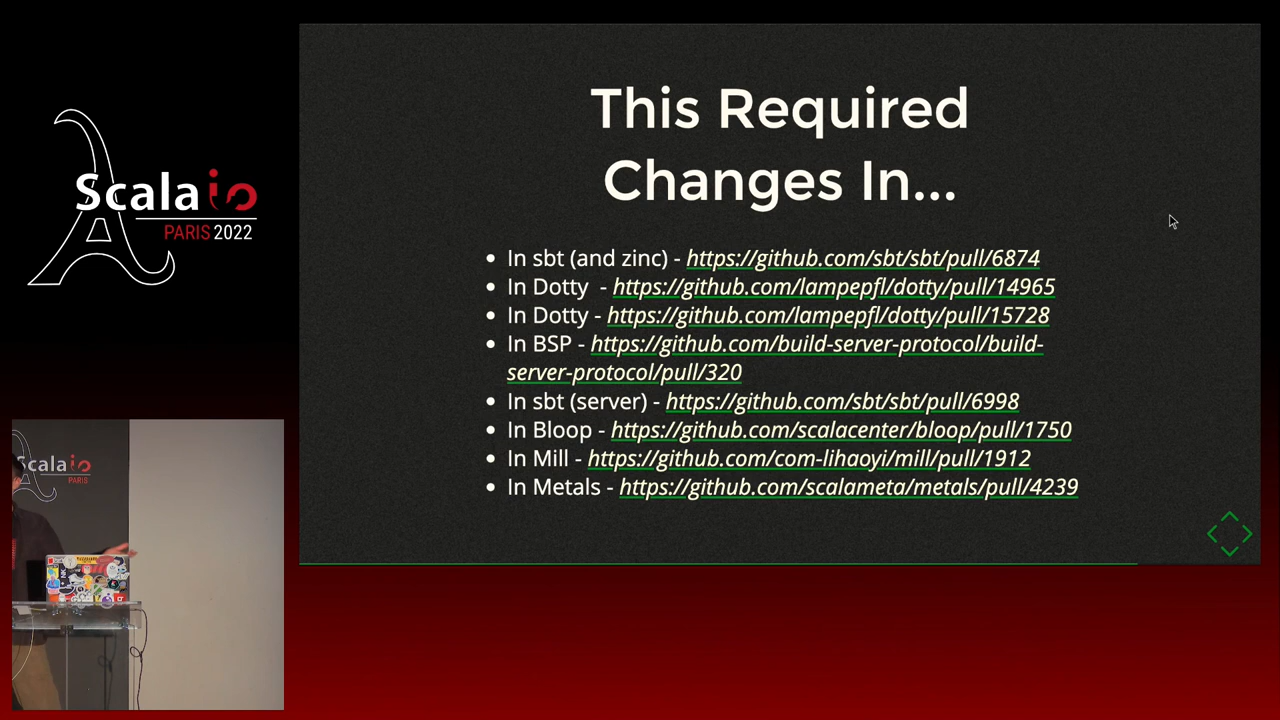 Scalaio
PARIS 2022
This Required
Changes In...
In sbt (and zinc) - https://github.com/sbt/sbt/pull/6874
In Dotty - https://github.com/lampepfl/dotty/pull/14965
In Dotty - https://github.com/lampepfl/dotty/pull/15728
In BSP - https://github.com/build-server-protocol/build-
server-protocol/pull/320
In sbt (server) - https://github.com/sbt/sbt/pull/6998
In Bloop - https://github.com/scalacenter/bloop/pull/1750
In Mill - https://github.com/com-lihaoyi/mill/pull/1912
In Metals - https://github.com/scalameta/metals/pull/4239
Scalaio
PARIS